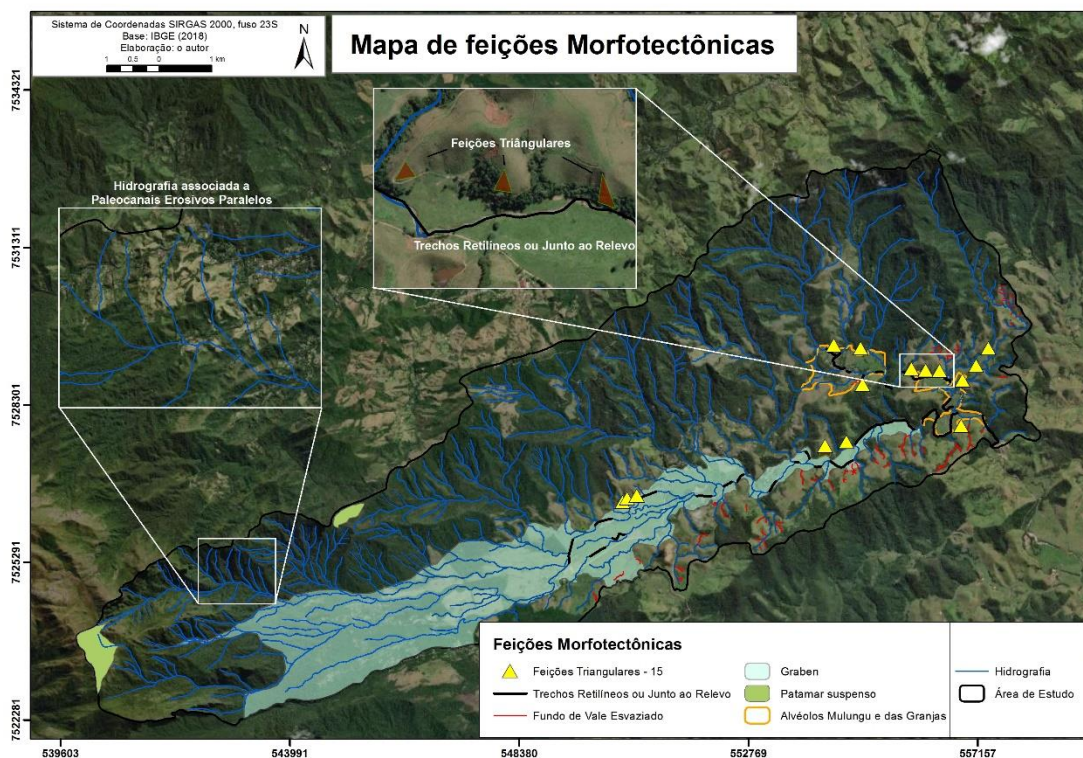 Sistema de Coordenadas SIRGAS 2000, fuso 23S
Base: IBGE (2018)
Elaboração: o autor
1 0.5 0 1 km
N
Mapa de feições Morfotectônicas
7534321
7531311
7528300
7525291
7522281
Hidrografia associada a
Paleocanais Erosivos Paralelos
Feições Triângulares
Trechos Retilíneos ou Junto ao Relevo
Feições Morfotectônicas
Feições Triangulares - 15
Trechos Retilíneos ou Junto ao Relevo
Fundo de Vale Esvaziado
Graben
Patamar suspenso
Alvéolos Mulungu e das Granjas
Hidrografia
Área de Estudo
539603
543991
548380
552769
557157